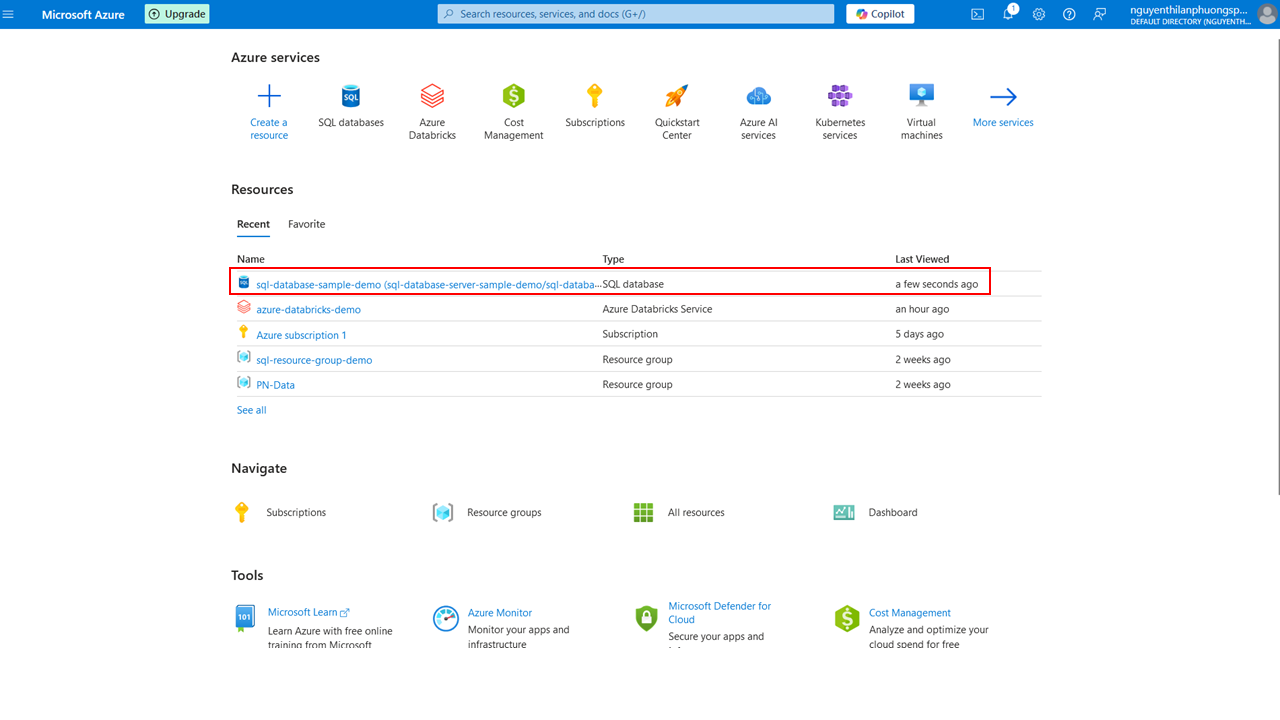 Microsoft Azure
Upgrade
Search resources, services, and docs (G+/)
Copilot
1
nguyenthilanphuongsp...
DEFAULT DIRECTORY (NGUYENTH...
Azure services
Create a
resource
SQL
SQL databases
Azure
Databricks
Cost
Management
Subscriptions
Quickstart
Center
Azure AI
services
Kubernetes
services
Virtual
machines
More services
Resources
Recent Favorite
Name Type Last Viewed
SQL sql-database-sample-demo (sql-database-server-sample-demo/sql-databa... SQL database a few seconds ago
azure-databricks-demo Azure Databricks Service an hour ago
Azure subscription 1 Subscription 5 days ago
sql-resource-group-demo Resource group 2 weeks ago
PN-Data Resource group 2 weeks ago
See all
Navigate
Subscriptions Resource groups All resources Dashboard
Tools
101
Microsoft Learn
Learn Azure with free online
training from Microsoft
Azure Monitor
Monitor your apps and
infrastructure
Microsoft Defender for
Cloud
Secure your apps and
$
Cost Management
Analyze and optimize your
cloud spend for free